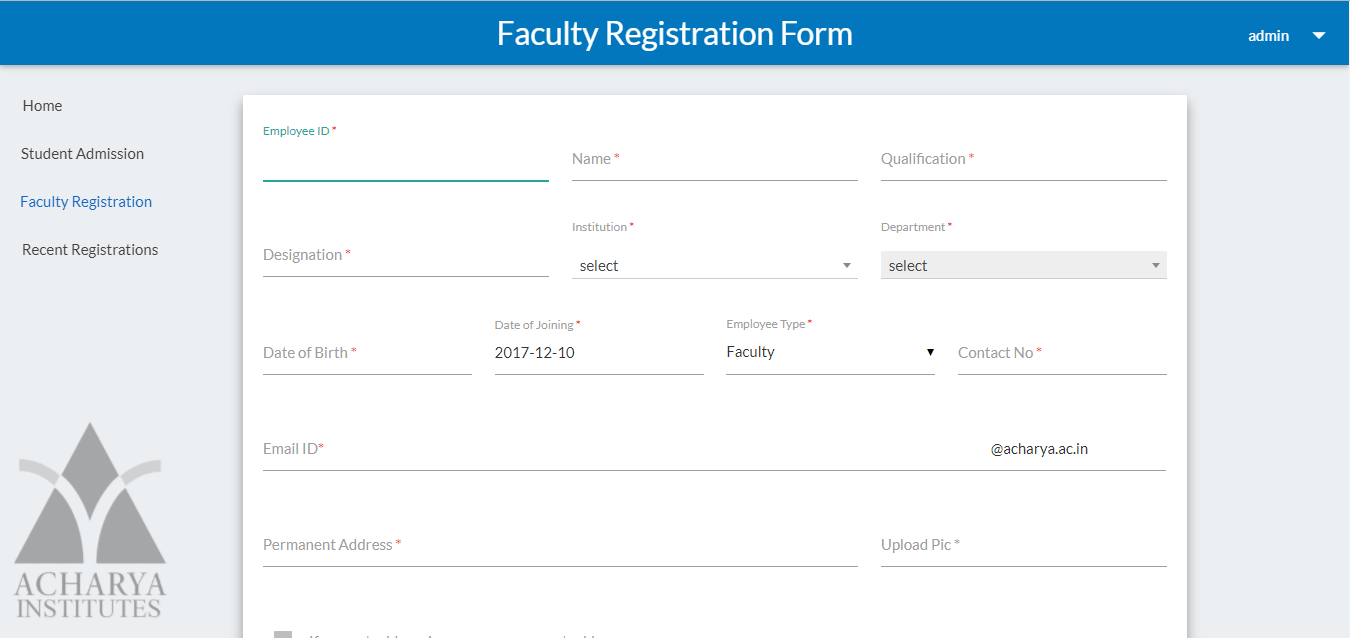 Faculty Registration Form
admin
Home
Student Admission
Faculty Registration
Recent Registrations
Employee ID *
Name *
Qualification *
Designation *
Institution *
select
Department *
select
Date of Birth *
Date of Joining *
2017-12-10
Employee Type *
Faculty
Contact No *
Email ID*
@acharya.ac.in
Permanent Address *
Upload Pic *
ACHARYA
INSTITUTES